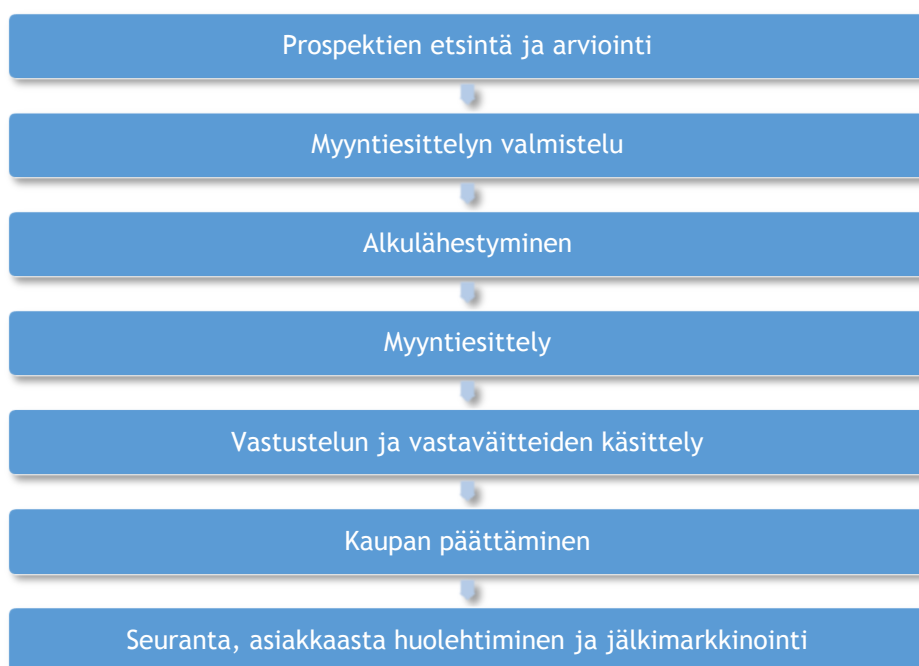 Prospektien etsintä ja arviointi
Myyntiesittelyn valmistelu
Alkulähestyminen
Myyntiesittely
Vastustelun ja vastaväitteiden käsittely
Kaupan päättäminen
Seuranta, asiakkaasta huolehtiminen ja jälkimarkkinointi